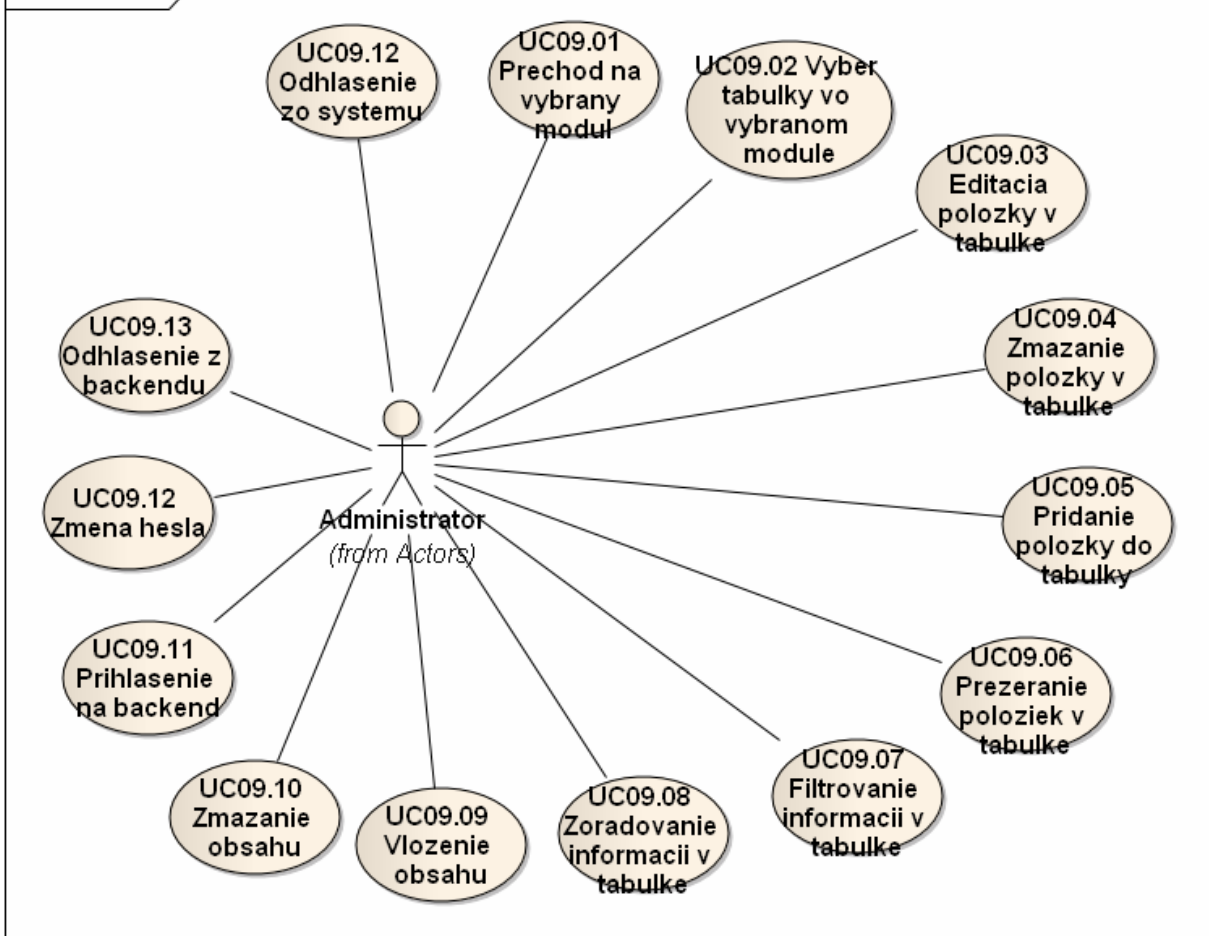 UC09.12
Odhlasenie
zo systemu
UC09.01
Prechod na
vybrany
modul
UC09.02 Vyber
tabulky vo
vybranom
module
UC09.03
Editacia
polozky v
tabulke
UC09.04
Zmazanie
polozky v
tabulke
UC09.05
Pridanie
polozky do
tabulky
UC09.06
Prezeranie
poloziek v
tabulke
UC09.07
Filtrovanie
informacii v
tabulke
UC09.08
Zoradovanie
informacii v
tabulke
UC09.09
Vlozenie
obsahu
UC09.10
Zmazanie
obsahu
UC09.11
Prihlasenie
na backend
UC09.12
Zmena hesla
UC09.13
Odhlasenie z
backendu
Administrator
(from Actors)